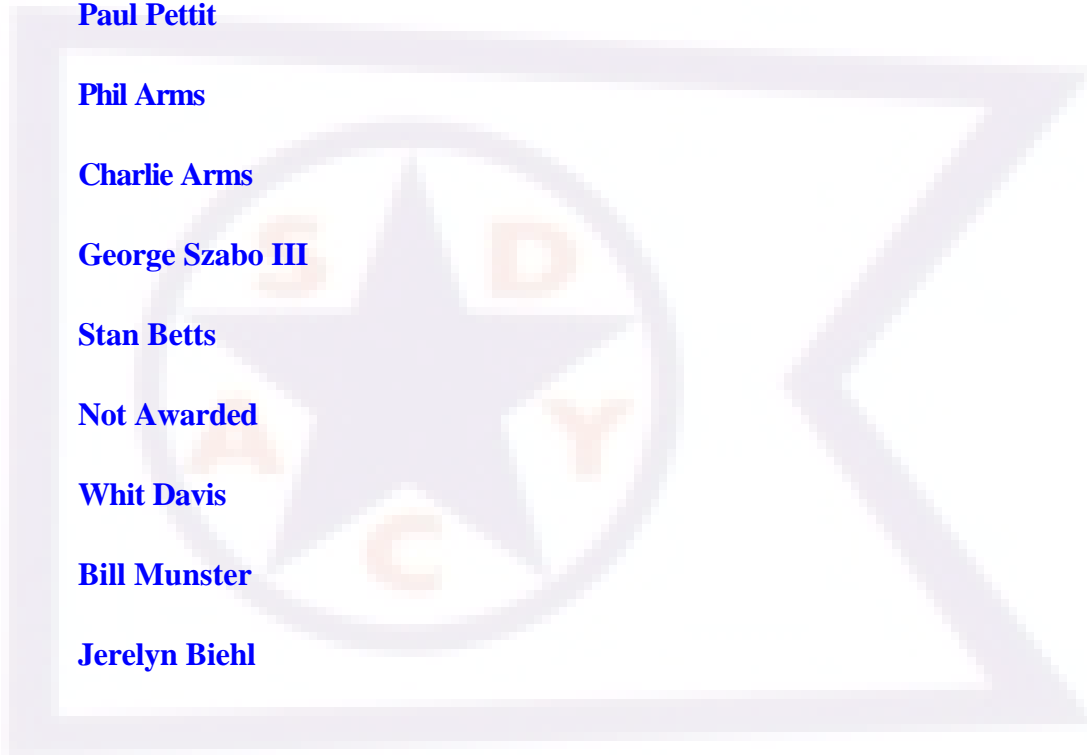 Paul Pettit
Phil Arms
Charlie Arms
S D
George Szabo III
Stan Betts
Not Awarded
A Y
Whit Davis
C
Bill Munster
Jerelyn Biehl